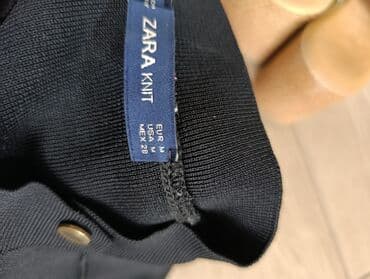 ZARA KNIT
EUR M
USA M
MEX 28